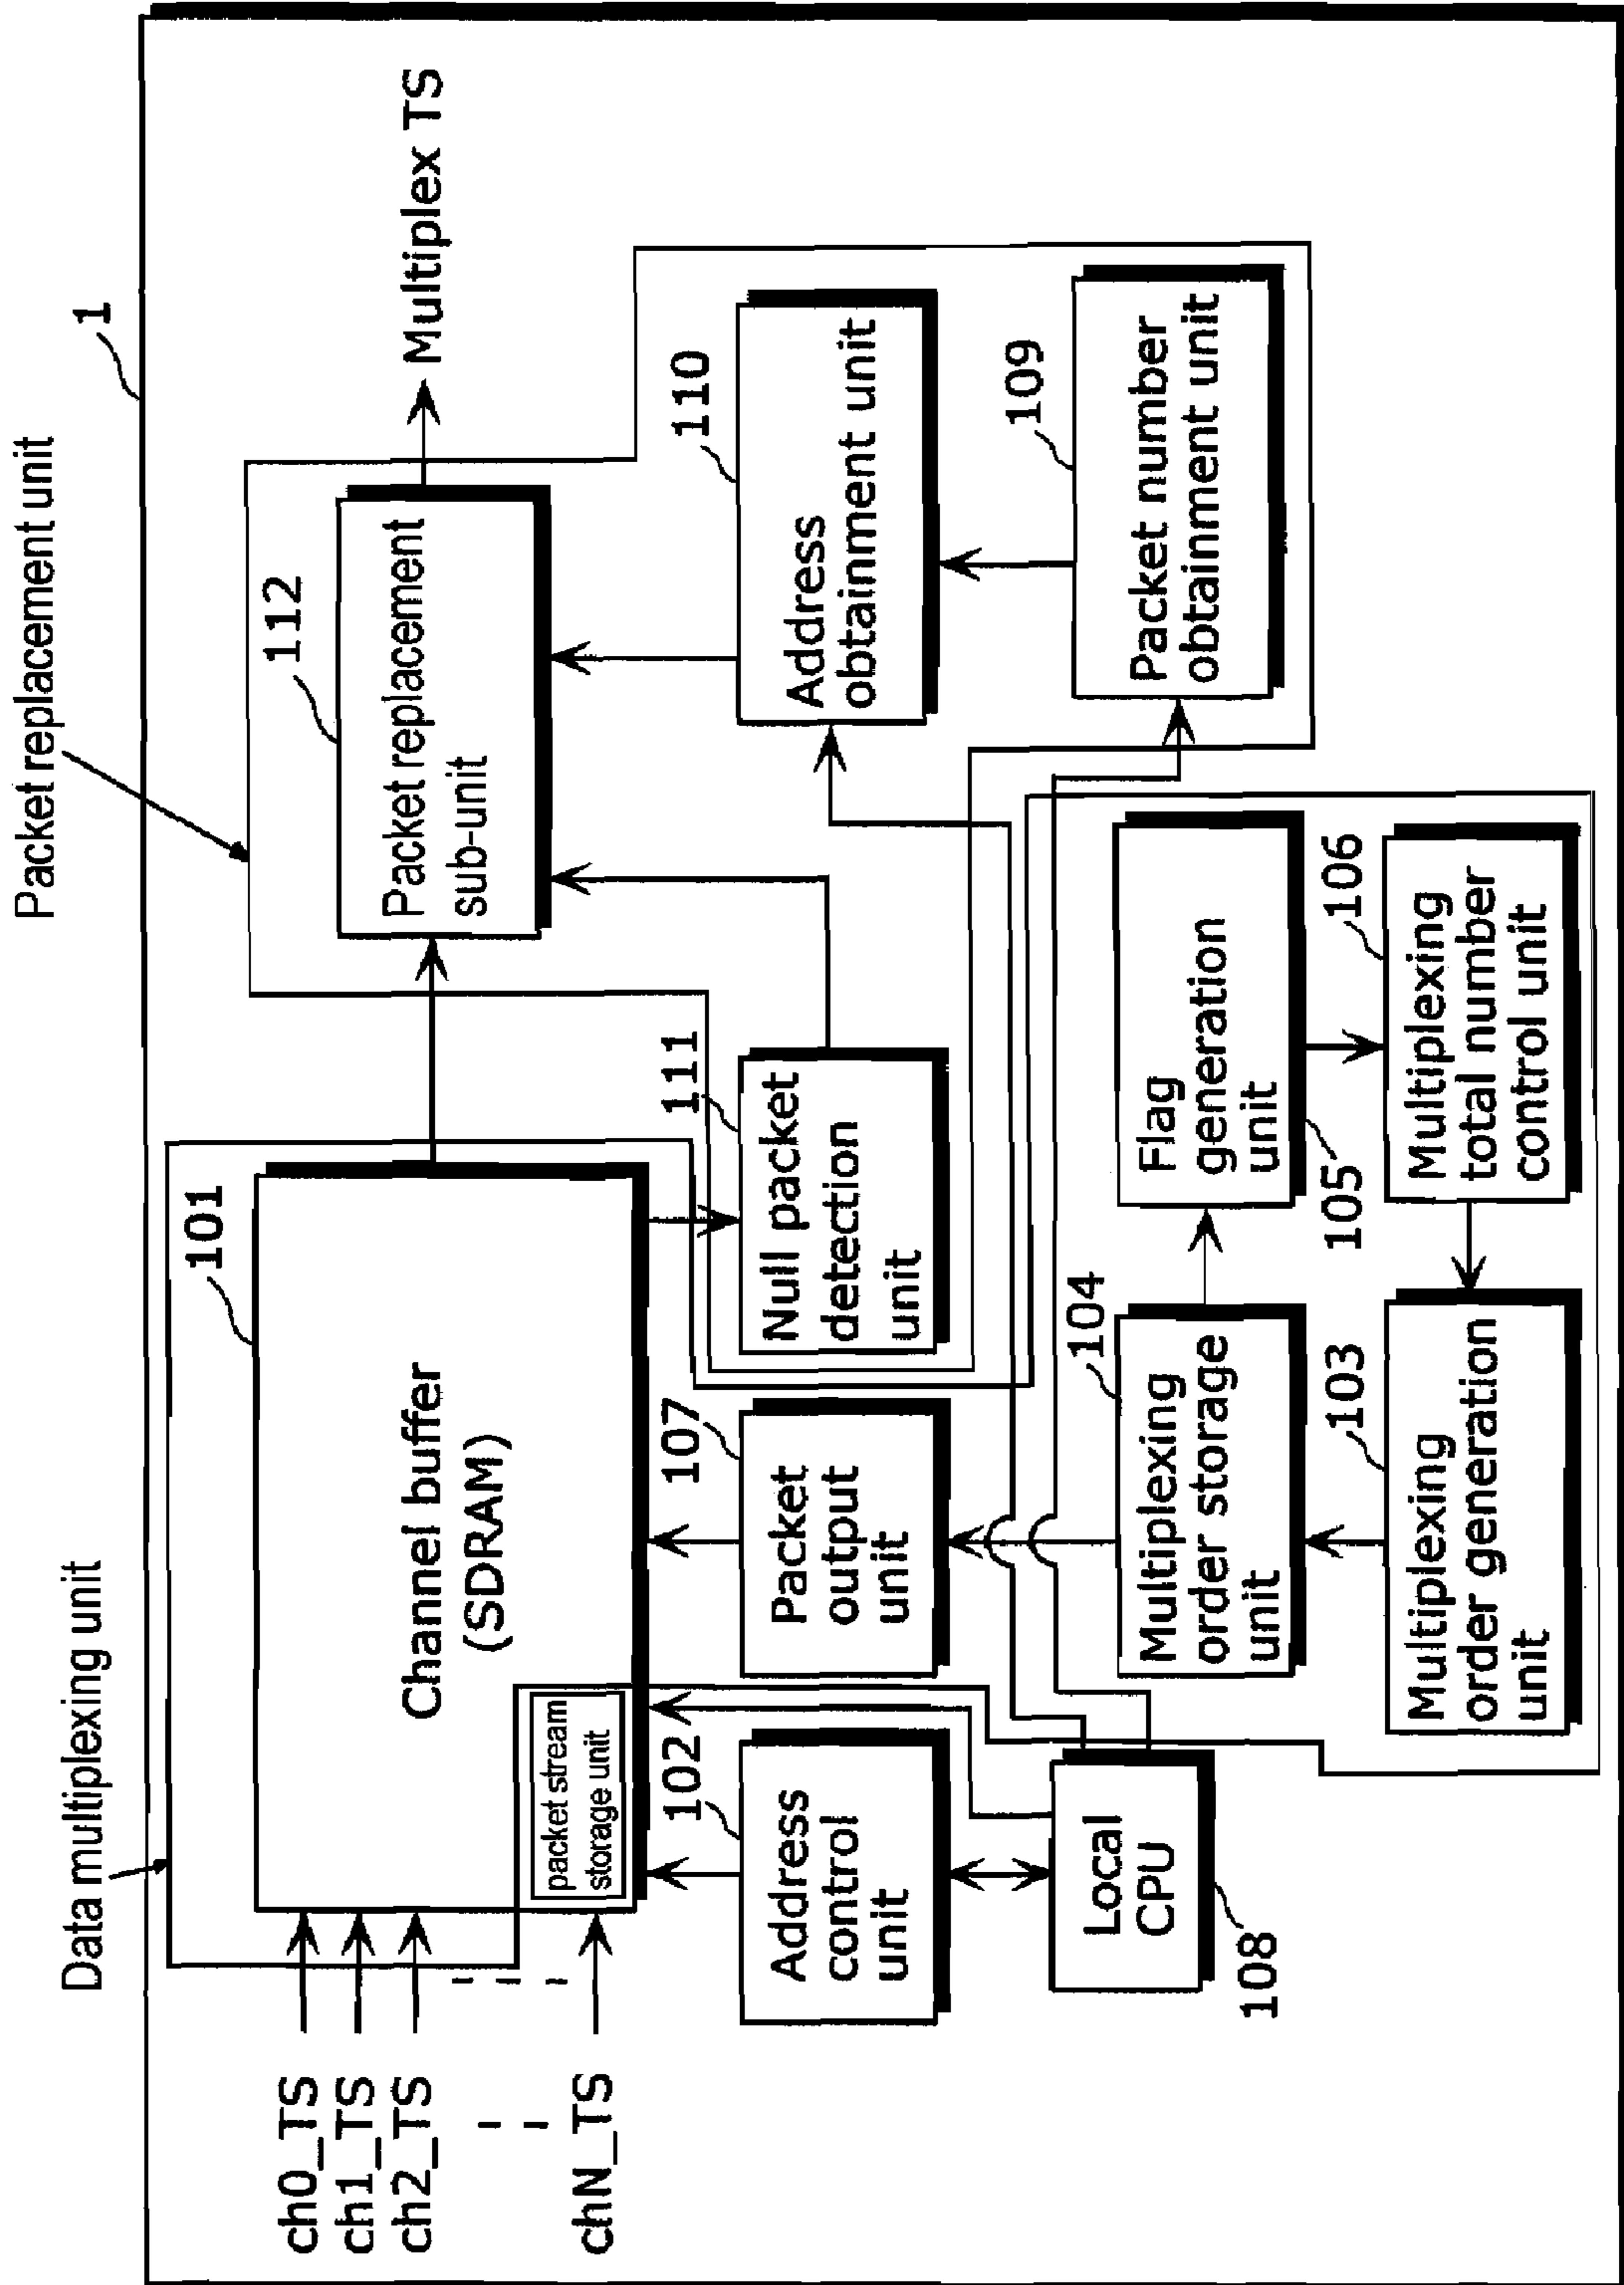 Packet replacement unit
1
Data multiplexing unit
101
Channel buffer
(SDRAM)
packet stream
storage unit
ch0_TS
ch1_TS
ch2_TS
chN_TS
112
Packet replacement
sub-unit
Multiplex TS
102
Address
control
unit
107
Packet
output
unit
111
Null packet
detection
unit
110
Address
obtainment unit
108
Local
CPU
104
Multiplexing
order storage
unit
105
Flag
generation
unit
109
Packet number
obtainment unit
103
Multiplexing
order generation
unit
106
Multiplexing
total number
control unit